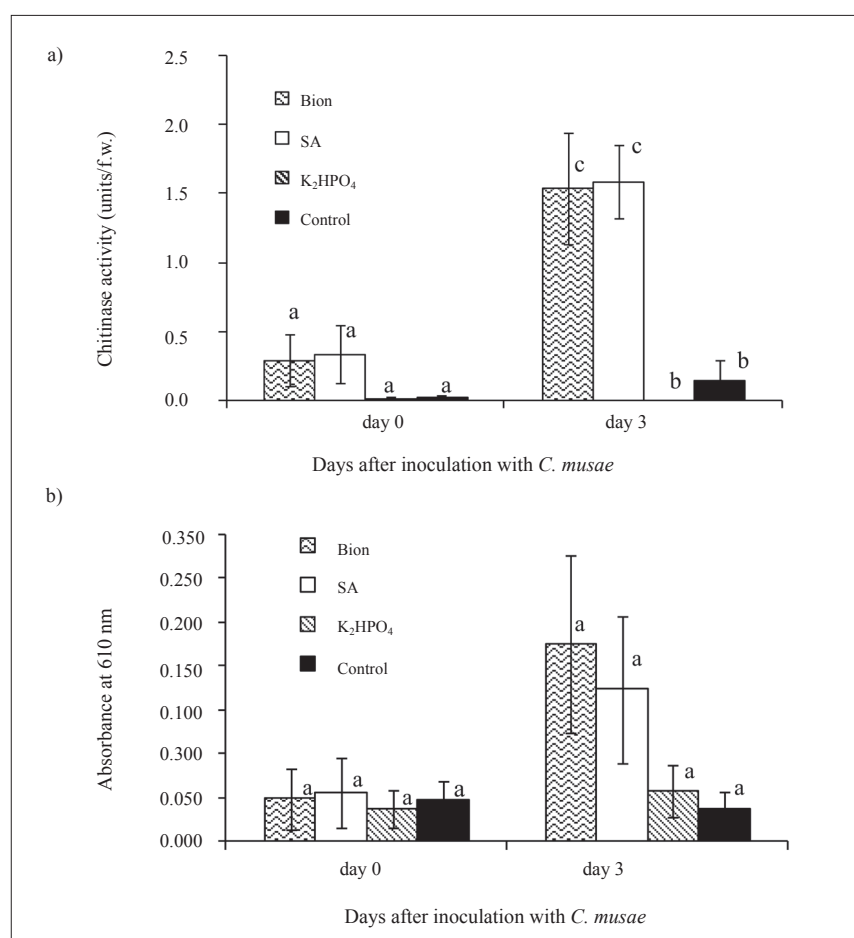 a)
2.5
2.0
1.5
1.0
0.5
0.0
Chitinase activity (units/f.w.)
Bion
SA
K₂HPO₄
Control
a
a
a
a
c
c
b
b
day 0
day 3
Days after inoculation with C. musae
b)
0.350
0.250
0.200
0.150
0.100
0.300
0.050
0.000
Absorbance at 610 nm
Bion
SA
K₂HPO₄
Control
a
a
a
a
a
a
a
a
day 0
day 3
Days after inoculation with C. musae